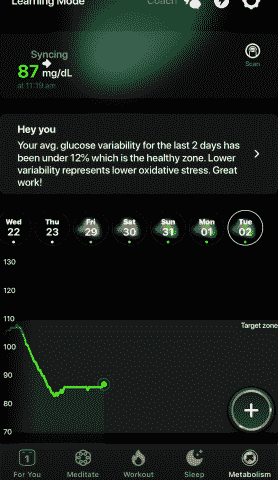 Learning Mode
Coach
?
Syncing
87 mg/dL
at 11:19 am
Scan
Hey you
Your avg. glucose variability for the last 2 days has
been under 12% which is the healthy zone. Lower
variability represents lower oxidative stress. Great
work!
Wed Thu Fri Sat Sun Mon Tue
22 23 29 30 31 01 02
130
120
110
Target zone
100
90
80
70
1
For You Meditate Workout Sleep Metabolism